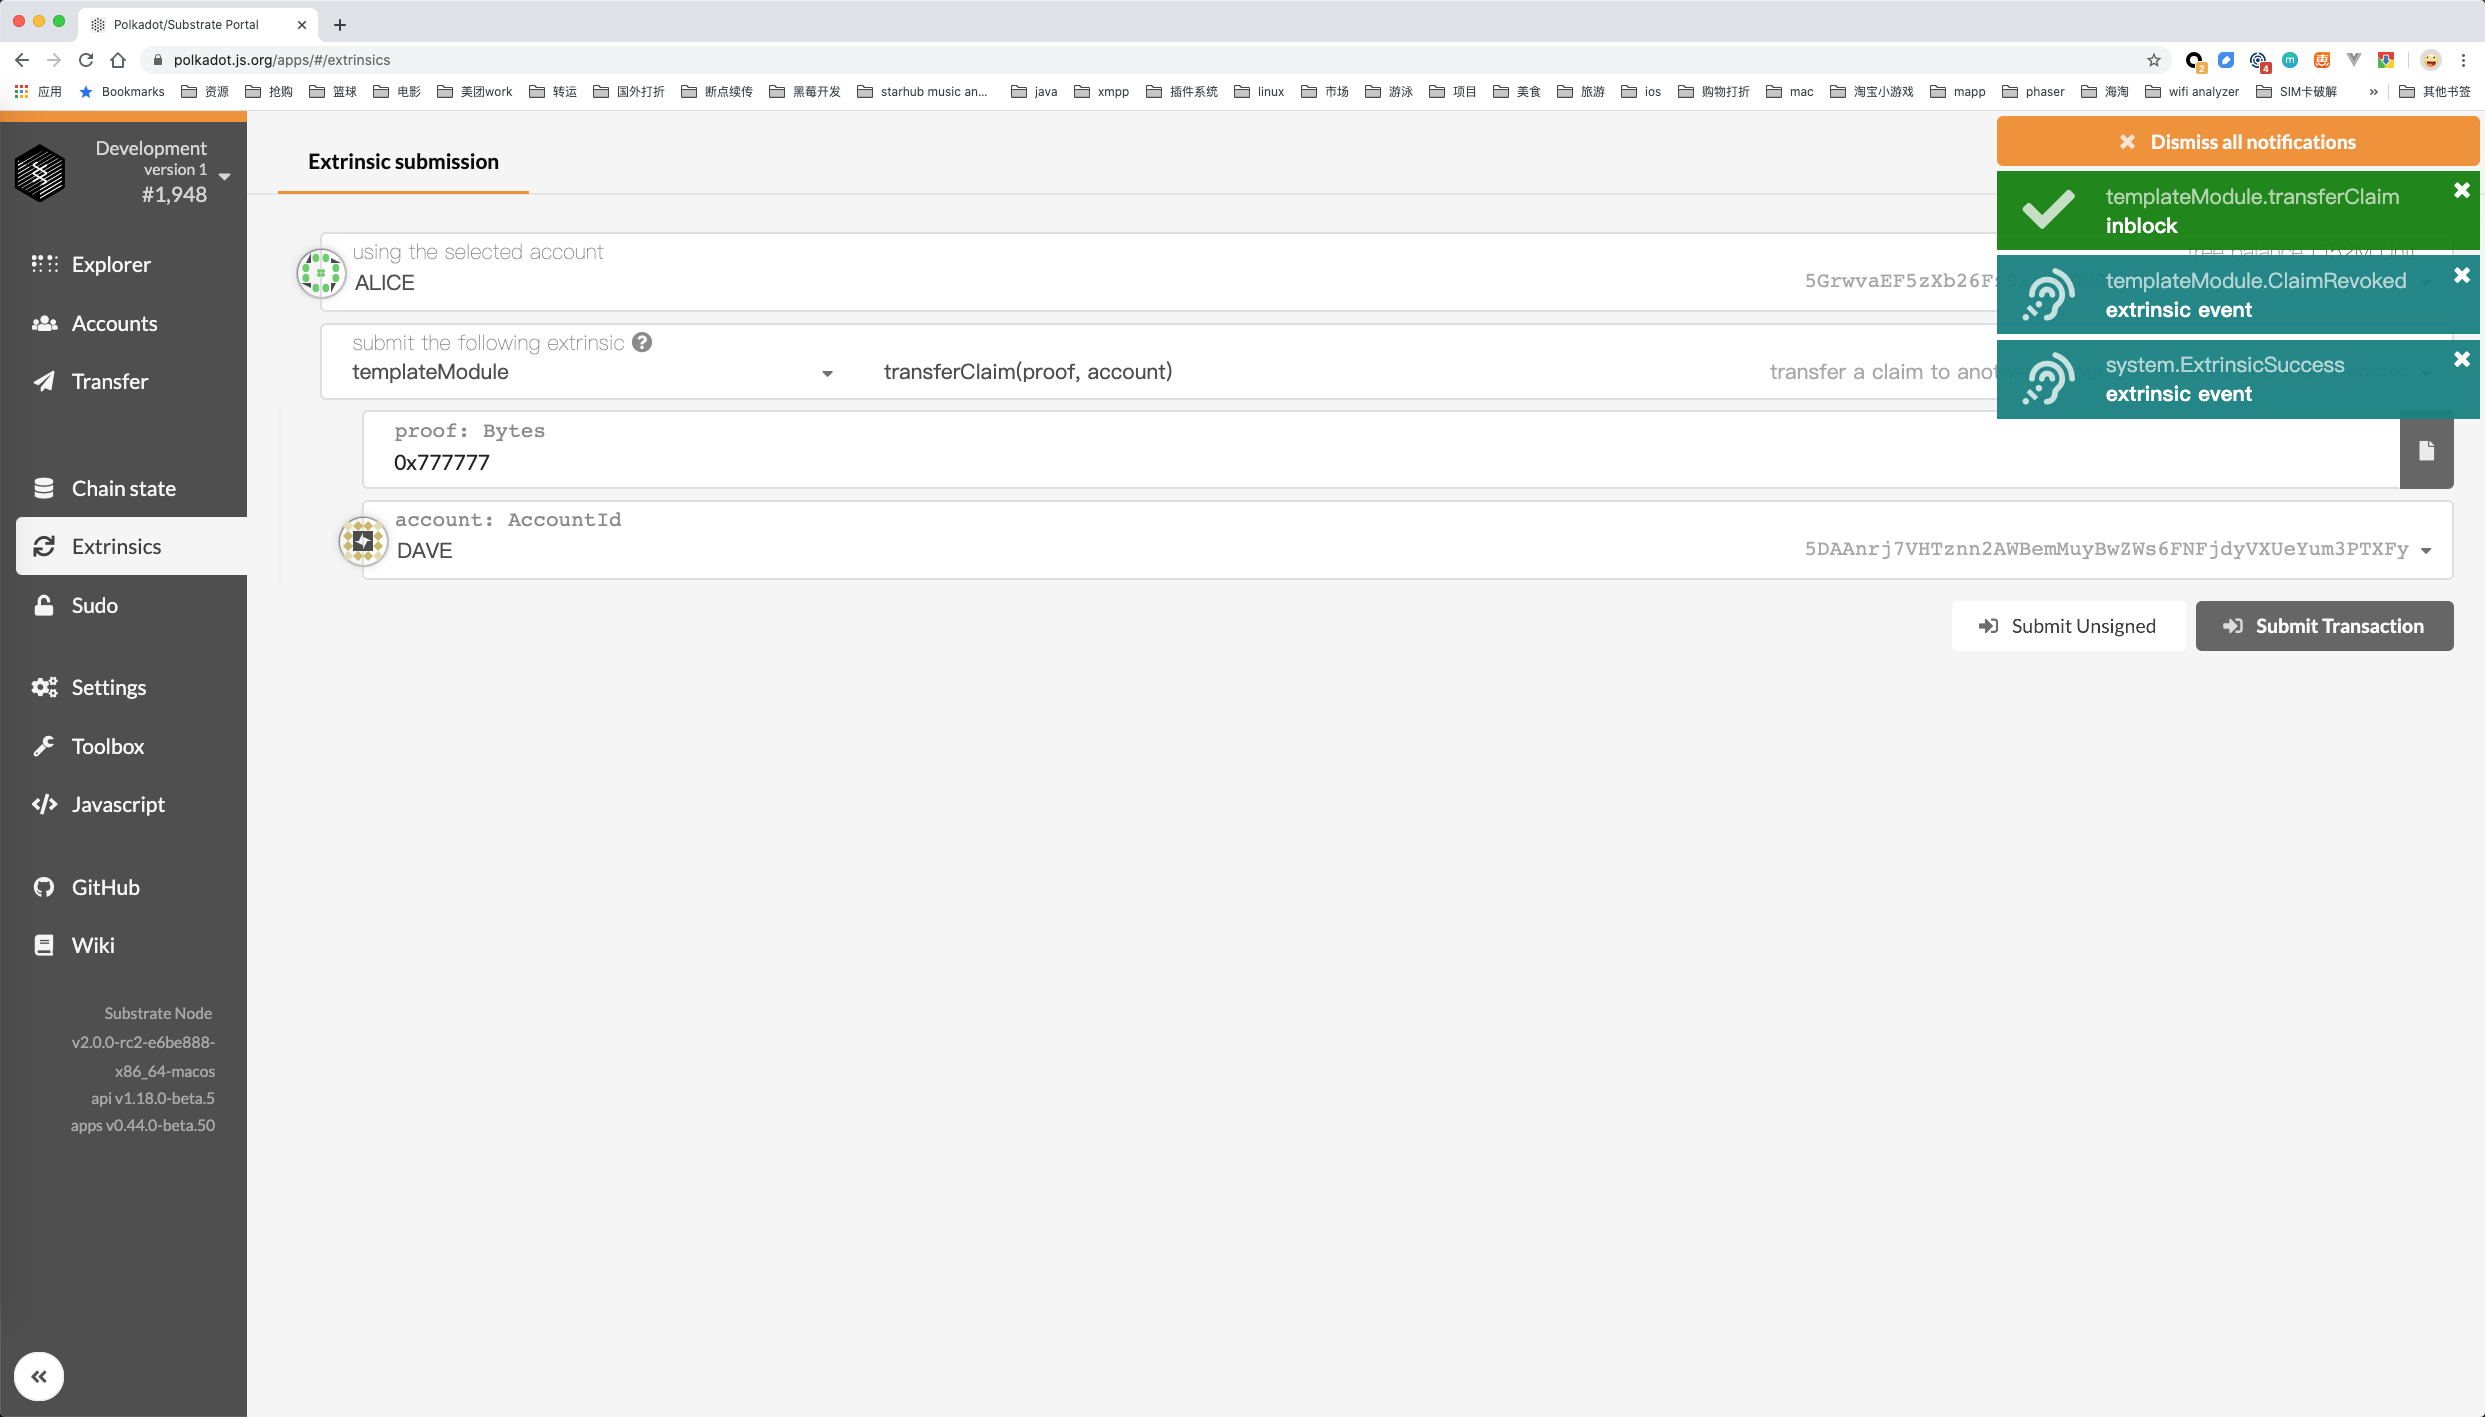 Polkadot/Substrate Portal
polkadot.js.org/apps/#/extrinsics
应用 Bookmarks 资源 抢购 篮球 电影 美团work 转运 国外打折 断点续传 黑莓开发 starhub music an... java xmpp 插件系统 linux 市场 游泳 项目 美食 旅游 ios 购物打折 mac 淘宝小游戏 mapp phaser 海淘 wifi analyzer SIM卡破解 » 其他书签
2
4
m
Development
version 1
#1,948
Explorer
Accounts
Transfer
Chain state
Extrinsics
Sudo
Settings
Toolbox
Javascript
GitHub
Wiki
Substrate Node
v2.0.0-rc2-e6be888-
x86_64-macos
api v1.18.0-beta.5
apps v0.44.0-beta.50
Extrinsic submission
using the selected account
ALICE
5GrwvaEF5zXb26F
submit the following extrinsic
templateModule
transferClaim(proof, account)
transfer a claim to
proof: Bytes
0x777777
account: AccountId
DAVE
5DAAnrj7VHTznn2AWBemMuyBwZWs6FNFjdyVXUeYum3PTXFy
Submit Unsigned
Submit Transaction
Dismiss all notifications
templateModule.transferClaim
inblock
templateModule.ClaimRevoked
extrinsic event
system.ExtrinsicSuccess
extrinsic event